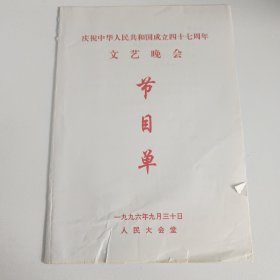 庆祝中华人民共和国成立四十七周年
文艺晚会
节
目
单
一九九六年九月三十日
人民大会堂